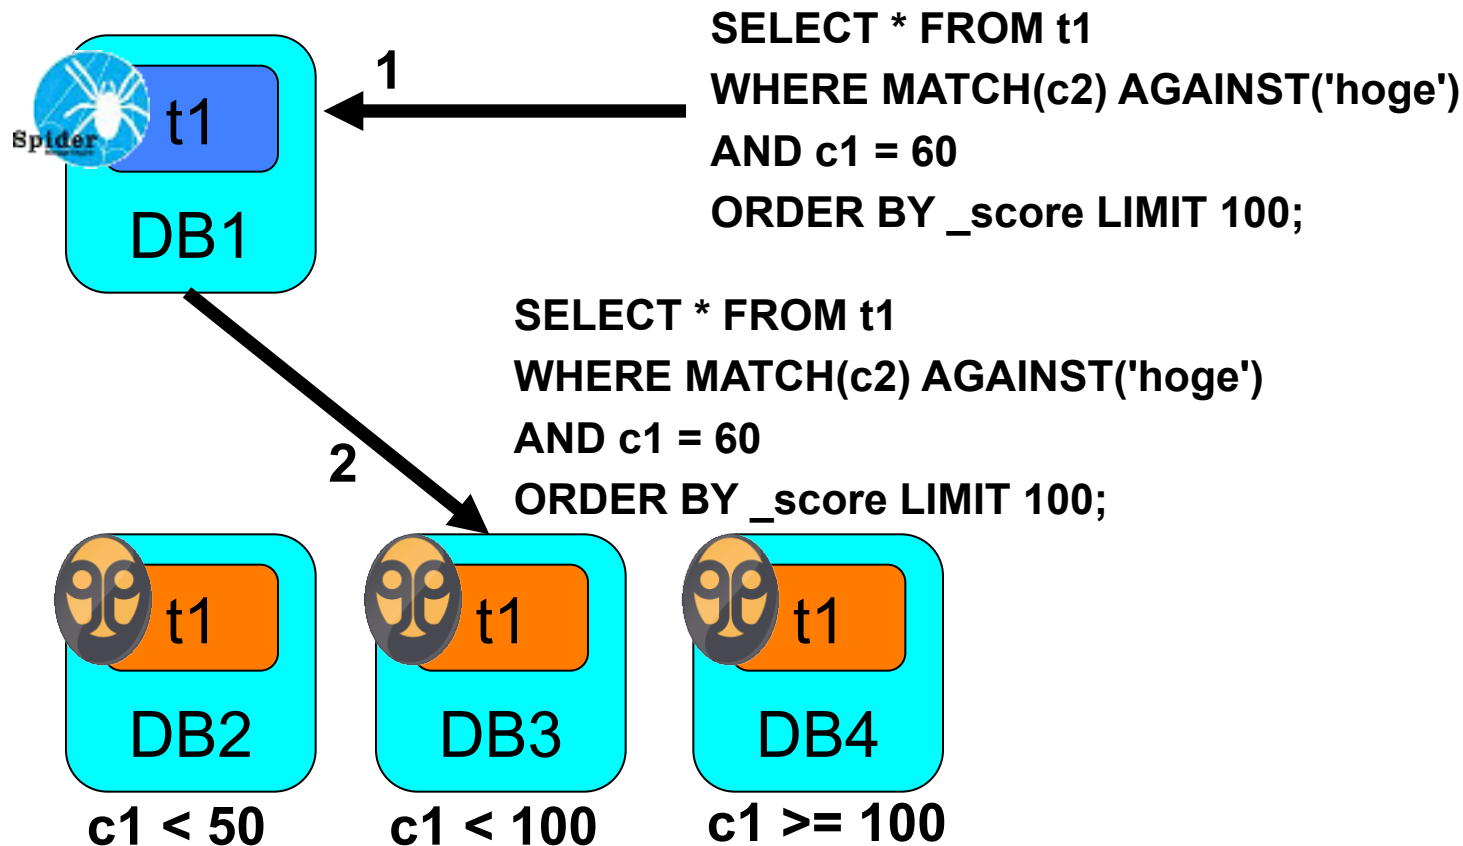 SELECT * FROM t1
WHERE MATCH(c2) AGAINST('hoge')
AND c1 = 60
ORDER BY _score LIMIT 100;
1
Spider
t1
DB1
SELECT * FROM t1
WHERE MATCH(c2) AGAINST('hoge')
AND c1 = 60
ORDER BY _score LIMIT 100;
2
t1
DB2
c1 < 50
t1
DB3
c1 < 100
t1
DB4
c1 >= 100